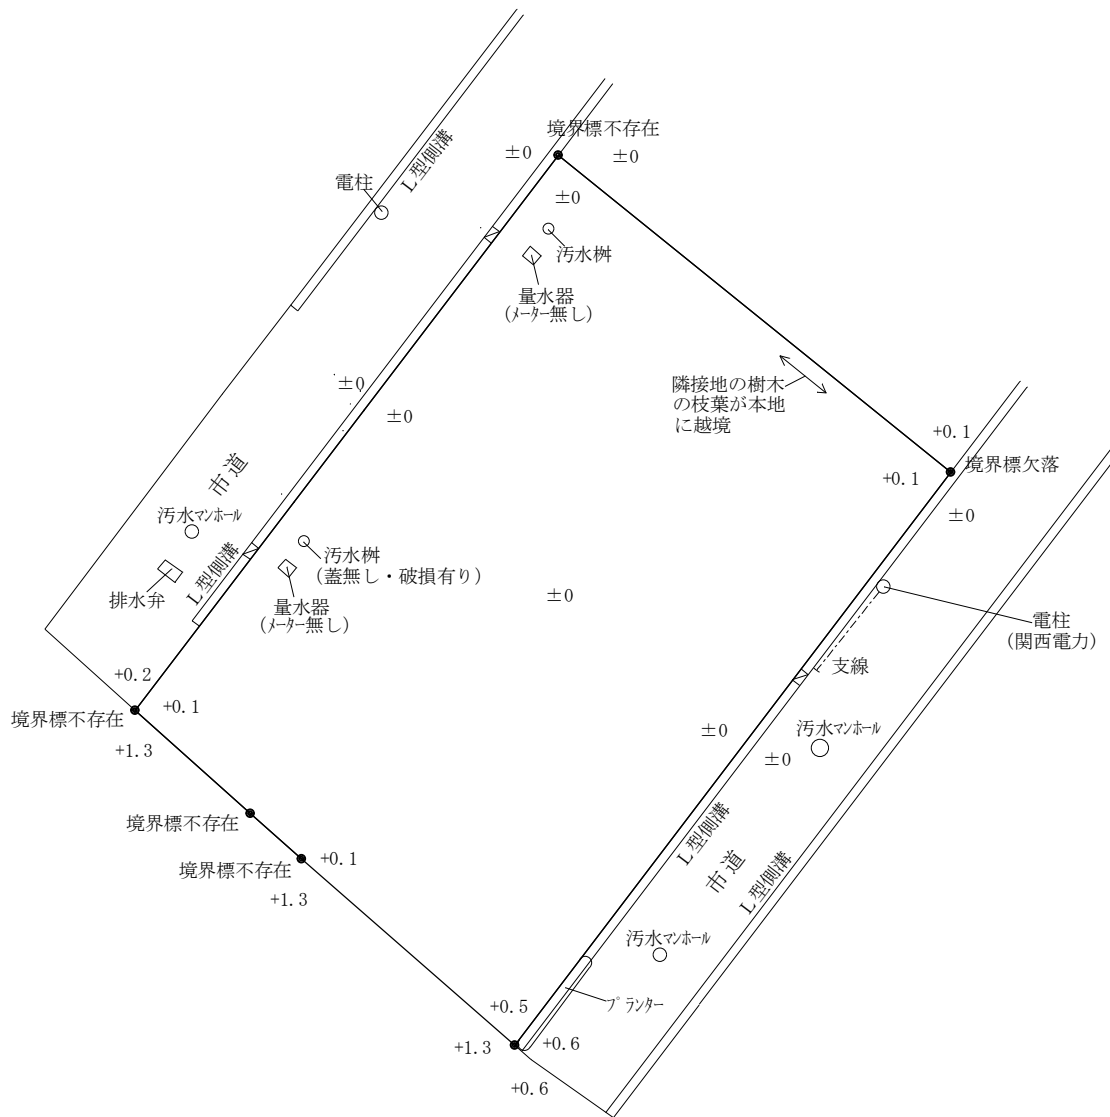 境界標不存在
±0
±0
L型側溝
電柱
±0
汚水桝
量水器
(メーター無し)
±0
隣接地の樹木
の枝葉が本地
に越境
±0
+0.1
境界標欠落
+0.1
市道
汚水マンホール
±0
L型側溝
汚水桝
(蓋無し・破損有り)
排水弁
±0
量水器
(メーター無し)
電柱
(関西電力)
支線
+0.2
+0.1
境界標不存在
±0
汚水マンホール
+1.3
±0
境界標不存在
L型側溝
+0.1
境界標不存在
市道
L型側溝
+1.3
汚水マンホール
+0.5
プランター
+1.3
+0.6
+0.6